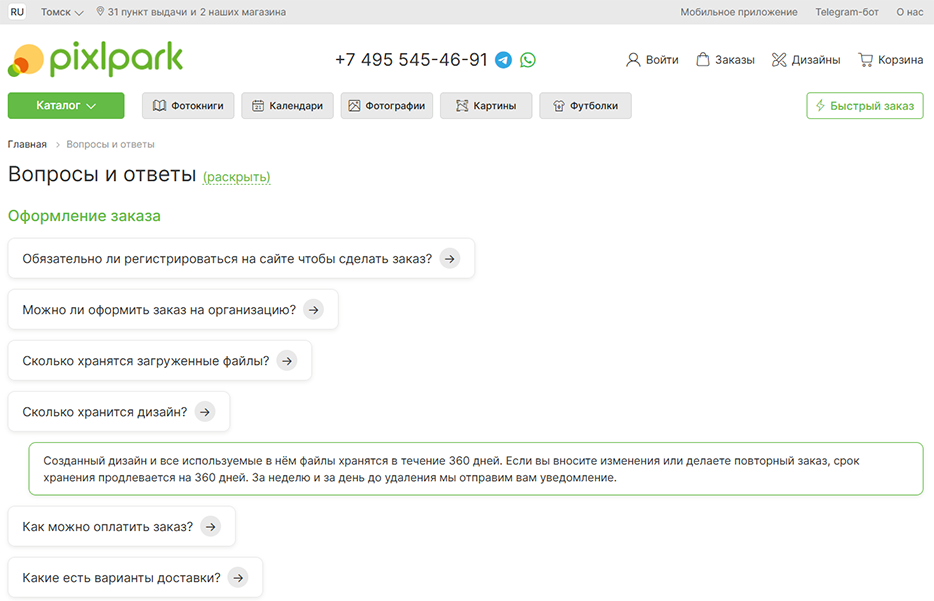 RU Томск 31 пункт выдачи и 2 наших магазина Мобильное приложение Telegram-бот О нас
pixlpark +7 495 545-46-91 Войти Заказы Дизайны Корзина
Каталог Фотокниги Календари Фотографии Картины Футболки Быстрый заказ
Главная Вопросы и ответы
Вопросы и ответы (раскрыть)
Оформление заказа
Обязательно ли регистрироваться на сайте чтобы сделать заказ?
Можно ли оформить заказ на организацию?
Сколько хранятся загруженные файлы?
Сколько хранится дизайн?
Созданный дизайн и все используемые в нём файлы хранятся в течение 360 дней. Если вы вносите изменения или делаете повторный заказ, срок
хранения продлевается на 360 дней. За неделю и за день до удаления мы отправим вам уведомление.
Как можно оплатить заказ?
Какие есть варианты доставки?